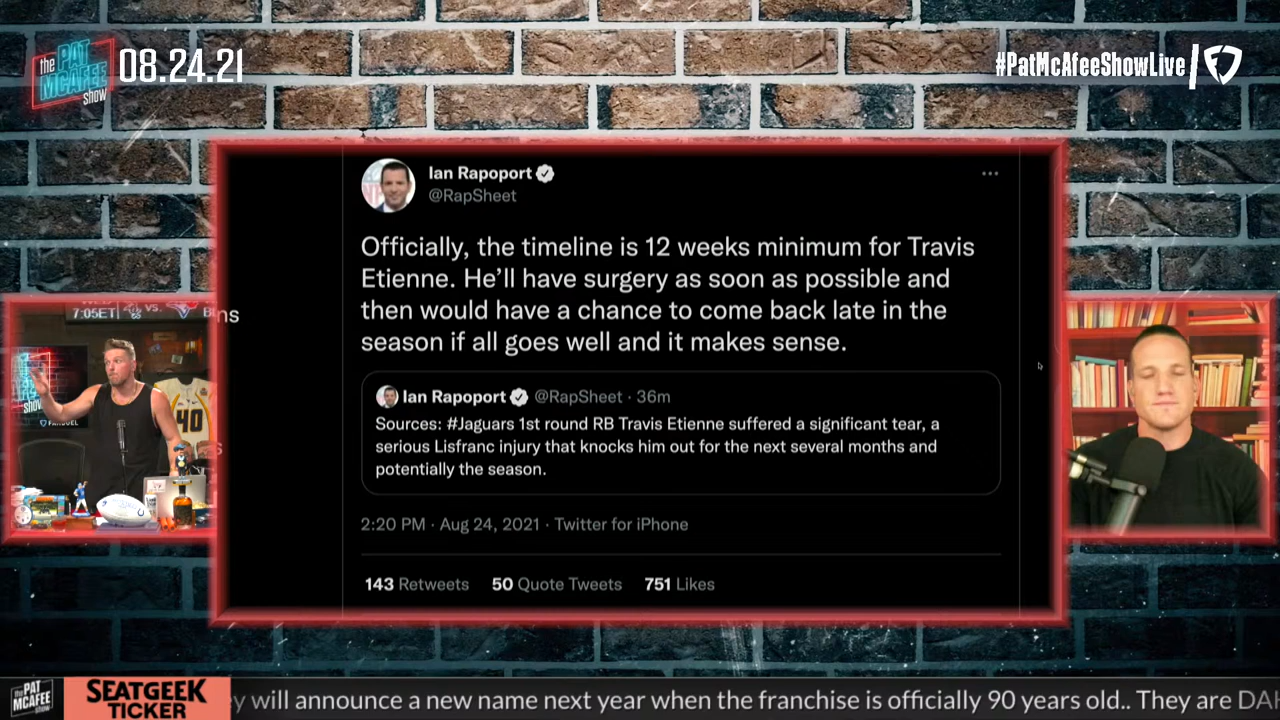 the PAT MCAFEE show
08.24.21
#PatMcAfeeShowLive
Ian Rapoport
@RapSheet
Officially, the timeline is 12 weeks minimum for Travis
Etienne. He’ll have surgery as soon as possible and
then would have a chance to come back late in the
season if all goes well and it makes sense.
Ian Rapoport @RapSheet · 36m
Sources: #Jaguars 1st round RB Travis Etienne suffered a significant tear, a
serious Lisfranc injury that knocks him out for the next several months and
potentially the season.
2:20 PM · Aug 24, 2021 · Twitter for iPhone
143 Retweets 50 Quote Tweets 751 Likes
7:05ET
vs.
40
FANDUEL
the PAT MCAFEE show
SEATGEEK
TICKER
y will announce a new name next year when the franchise is officially 90 years old.. They are DA